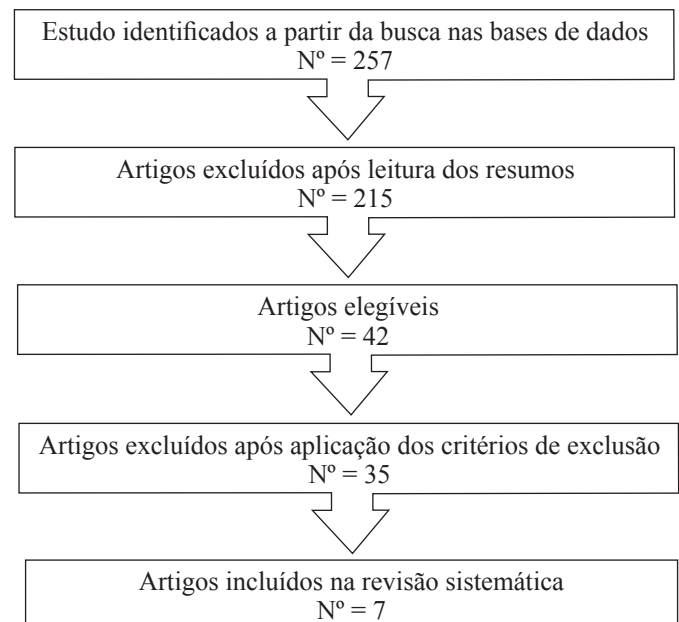 Estudo identificados a partir da busca nas bases de dados
Nº = 257
Artigos excluídos após leitura dos resumos
Nº = 215
Artigos elegíveis
Nº = 42
Artigos excluídos após aplicação dos critérios de exclusão
Nº = 35
Artigos incluídos na revisão sistemática
Nº = 7